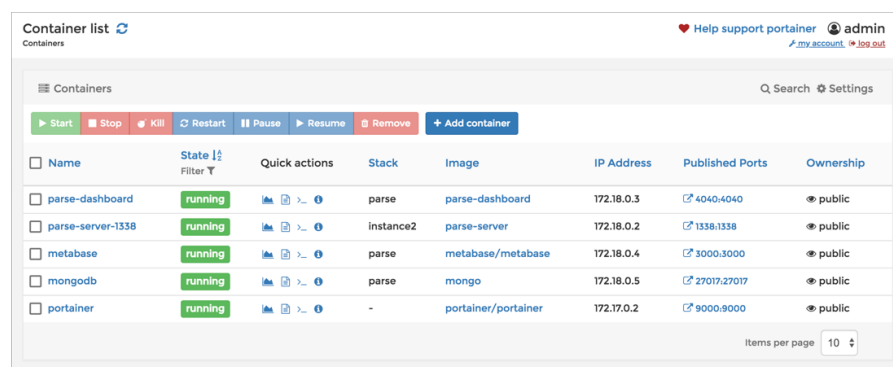 Container list
Help support portainer admin
Containers
my account log out
Containers
Search Settings
Start Stop Kill Restart Pause Resume Remove + Add container
Name State Quick actions Stack Image IP Address Published Ports Ownership
Filter
parse-dashboard running parse parse-dashboard 172.18.0.3 4040:4040 public
parse-server-1338 running instance2 parse-server 172.18.0.2 1338:1338 public
metabase running parse metabase/metabase 172.18.0.4 3000:3000 public
mongodb running parse mongo 172.18.0.5 27017:27017 public
portainer running - portainer/portainer 172.17.0.2 9000:9000 public
Items per page 10